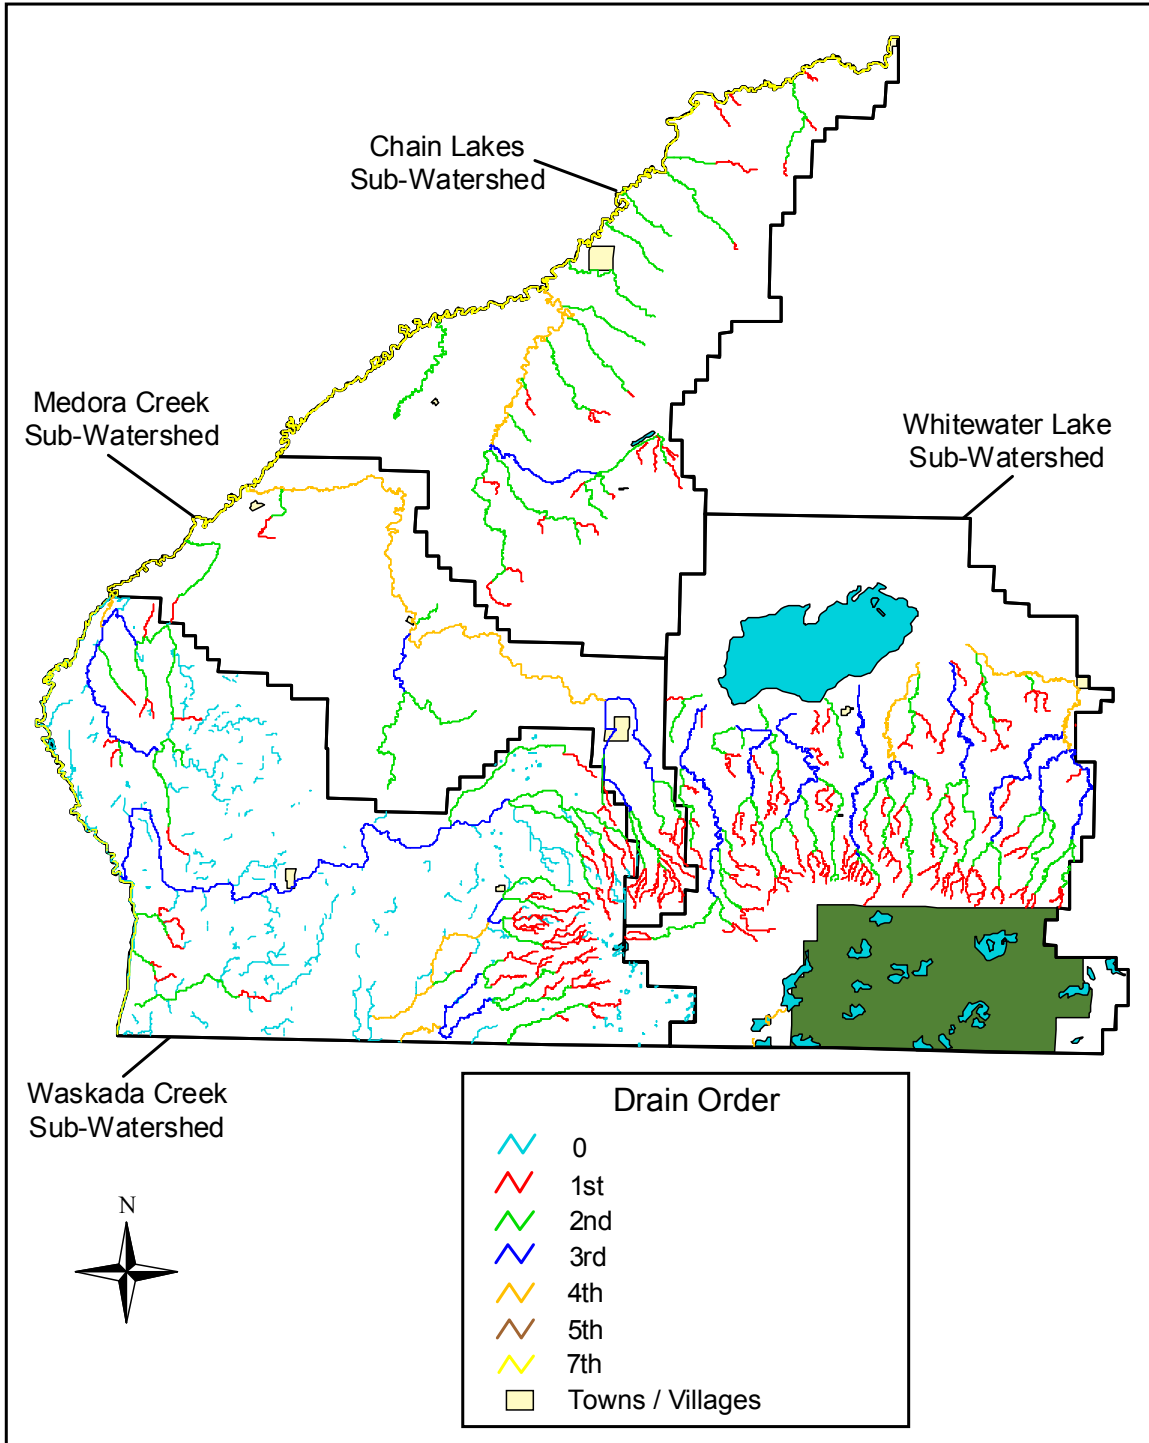 Chain Lakes
Sub-Watershed
Medora Creek
Sub-Watershed
Whitewater Lake
Sub-Watershed
Waskada Creek
Sub-Watershed
N
Drain Order
0
1st
2nd
3rd
4th
5th
7th
Towns / Villages